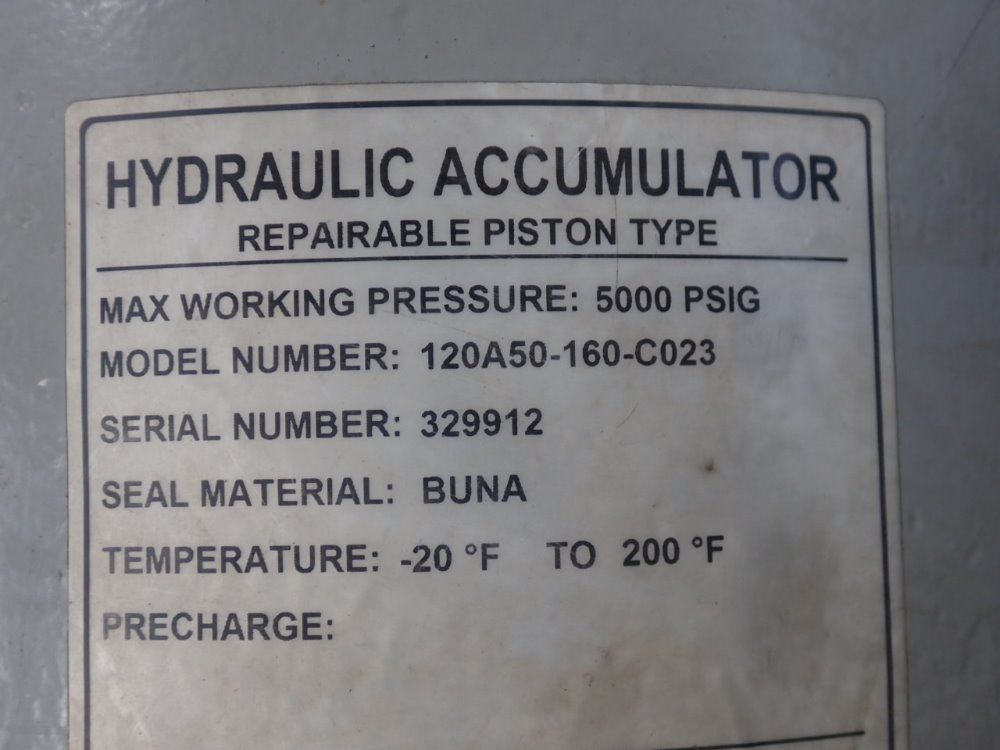 HYDRAULIC ACCUMULATOR
REPAIRABLE PISTON TYPE
MAX WORKING PRESSURE: 5000 PSIG
MODEL NUMBER: 120A50-160-C023
SERIAL NUMBER: 329912
SEAL MATERIAL: BUNA
TEMPERATURE: -20 °F TO 200 °F
PRECHARGE: